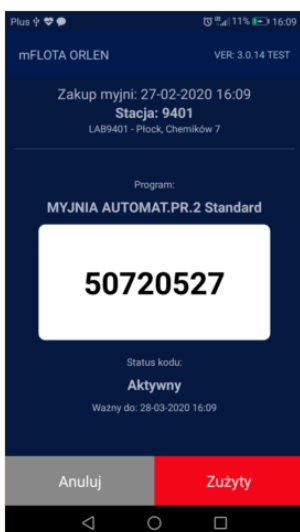 Plus 11% 16:09
mFLOTA ORLEN VER: 3.0.14 TEST
Zakup myjni: 27-02-2020 16:09
Stacja: 9401
LAB9401 - Płock, Chemików 7
Program:
MYJNIA AUTOMAT.PR.2 Standard
50720527
Status kodu:
Aktywny
Ważny do: 28-03-2020 16:09
Anuluj Zużyty